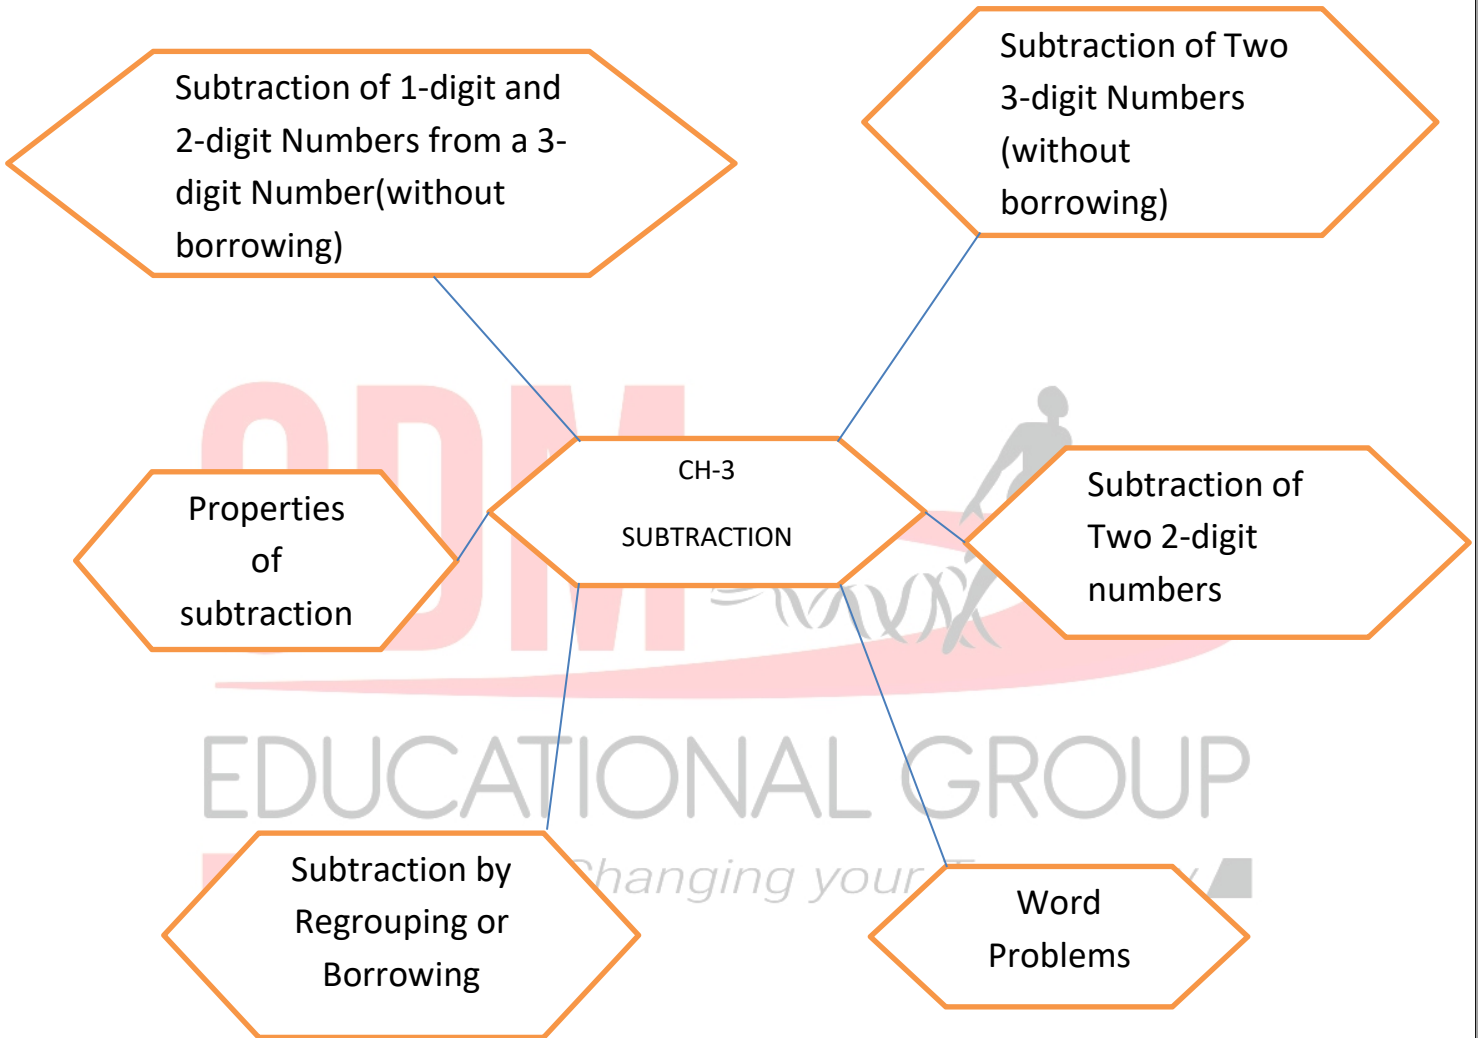 Subtraction of 1-digit and
2-digit Numbers from a 3-
digit Number(without
borrowing)
Subtraction of Two
3-digit Numbers
(without
borrowing)
CH-3
SUBTRACTION
Properties
of
subtraction
Subtraction of
Two 2-digit
numbers
EDUCATIONAL GROUP
Changing your
Subtraction by
Regrouping or
Borrowing
Word
Problems